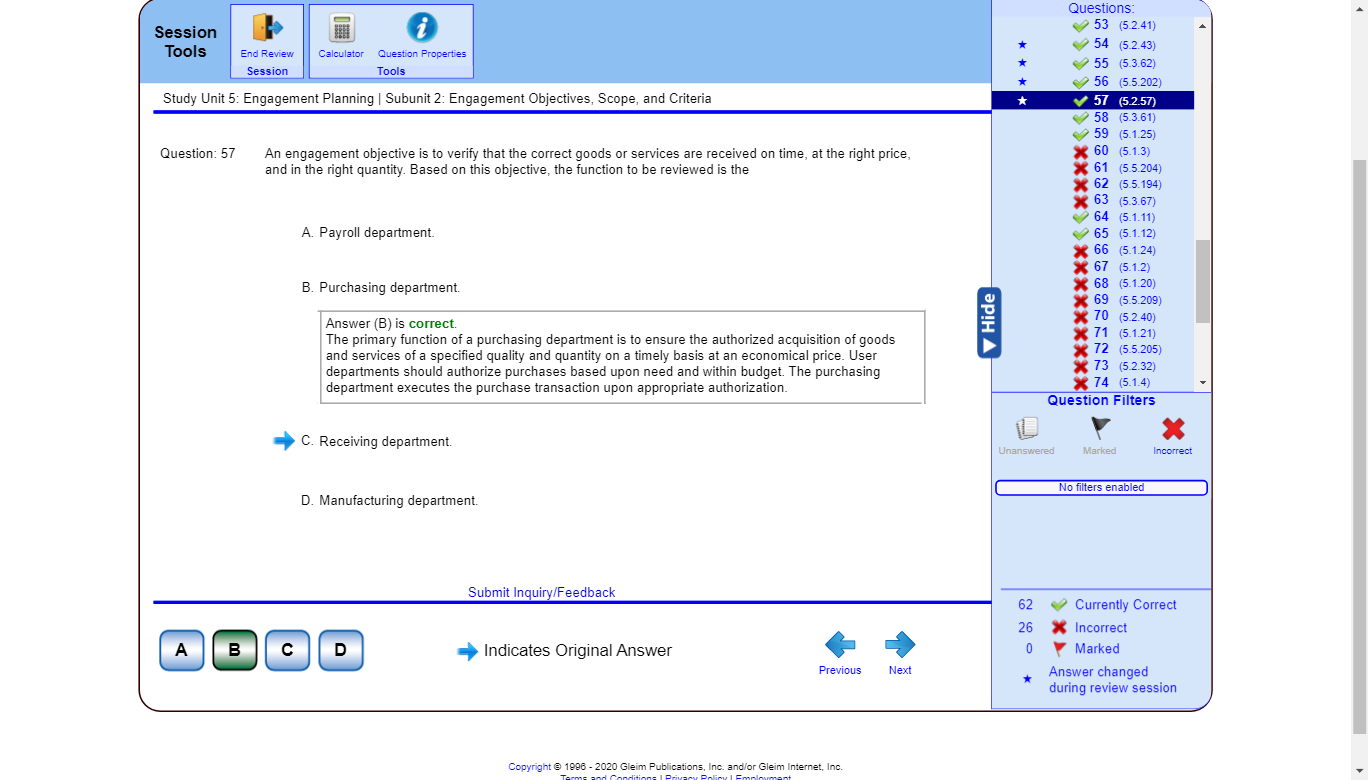 Session Tools
End Review
Session
Calculator
Question Properties
Tools
Study Unit 5: Engagement Planning | Subunit 2: Engagement Objectives, Scope, and Criteria
Question: 57
An engagement objective is to verify that the correct goods or services are received on time, at the right price,
and in the right quantity. Based on this objective, the function to be reviewed is the
A. Payroll department.
B. Purchasing department.
Answer (B) is correct.
The primary function of a purchasing department is to ensure the authorized acquisition of goods
and services of a specified quality and quantity on a timely basis at an economical price. User
departments should authorize purchases based upon need and within budget. The purchasing
department executes the purchase transaction upon appropriate authorization.
C. Receiving department.
D. Manufacturing department.
Submit Inquiry/Feedback
A B C D
Indicates Original Answer
Previous
Next
Questions:
53 (5.2.41)
54 (5.2.43)
55 (5.3.62)
56 (5.5.202)
57 (5.2.57)
58 (5.3.61)
59 (5.1.25)
60 (5.1.3)
61 (5.5.204)
62 (5.5.194)
63 (5.3.67)
64 (5.1.11)
65 (5.1.12)
66 (5.1.24)
67 (5.1.2)
68 (5.1.20)
69 (5.5.209)
70 (5.2.40)
71 (5.1.21)
72 (5.5.205)
73 (5.2.32)
74 (5.1.4)
Hide
Question Filters
Unanswered
Marked
Incorrect
No filters enabled
62 Currently Correct
26 Incorrect
0 Marked
Answer changed
during review session
Copyright © 1996 - 2020 Gleim Publications, Inc. and/or Gleim Internet, Inc.
Terms and Conditions | Privacy Policy | Employment